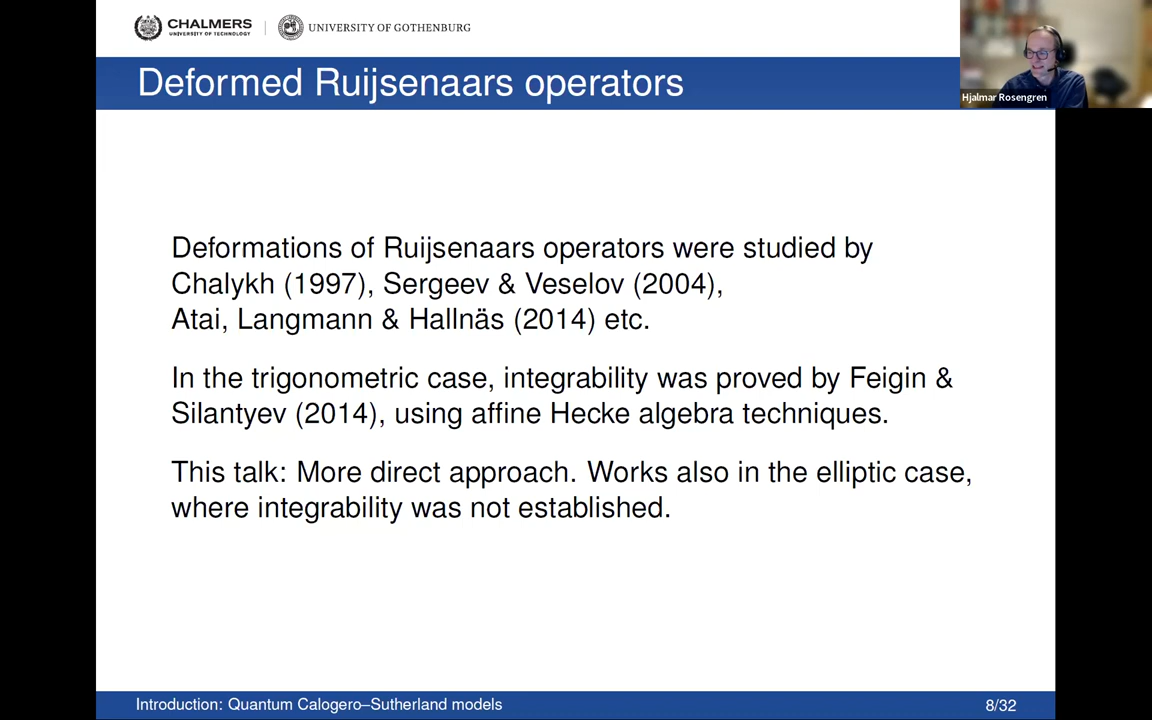 CHALMERS
UNIVERSITY OF TECHNOLOGY
UNIVERSITY OF GOTHENBURG
Deformed Ruijsenaars operators
Hjalmar Rosengren
Deformations of Ruijsenaars operators were studied by
Chalykh (1997), Sergeev & Veselov (2004),
Atai, Langmann & Hallnäs (2014) etc.
In the trigonometric case, integrability was proved by Feigin &
Silantyev (2014), using affine Hecke algebra techniques.
This talk: More direct approach. Works also in the elliptic case,
where integrability was not established.
Introduction: Quantum Calogero–Sutherland models
8/32